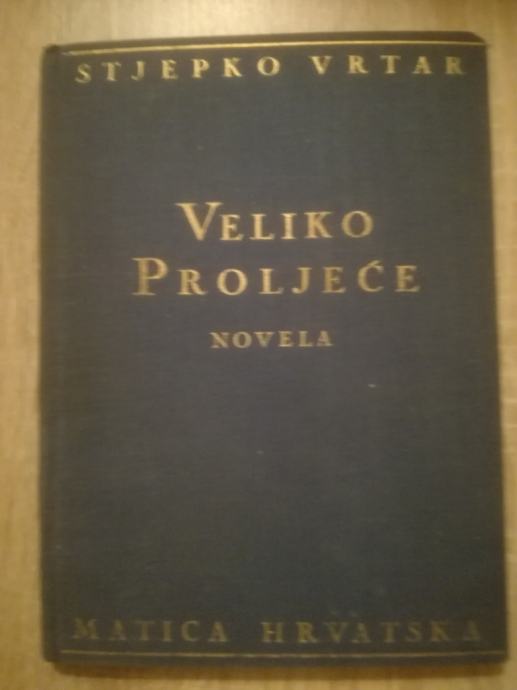 STJEPKO VRTAR
VELIKO
PROLJEĆE
NOVELA
MATICA HRVATSKA